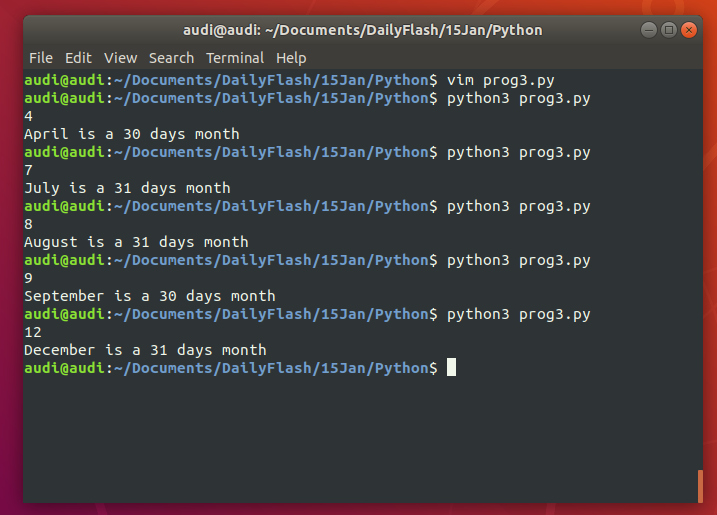 audi@audi: ~/Documents/DailyFlash/15Jan/Python
File Edit View Search Terminal Help
audi@audi:~/Documents/DailyFlash/15Jan/Python$ vim prog3.py
audi@audi:~/Documents/DailyFlash/15Jan/Python$ python3 prog3.py
4
April is a 30 days month
audi@audi:~/Documents/DailyFlash/15Jan/Python$ python3 prog3.py
7
July is a 31 days month
audi@audi:~/Documents/DailyFlash/15Jan/Python$ python3 prog3.py
8
August is a 31 days month
audi@audi:~/Documents/DailyFlash/15Jan/Python$ python3 prog3.py
9
September is a 30 days month
audi@audi:~/Documents/DailyFlash/15Jan/Python$ python3 prog3.py
12
December is a 31 days month
audi@audi:~/Documents/DailyFlash/15Jan/Python$